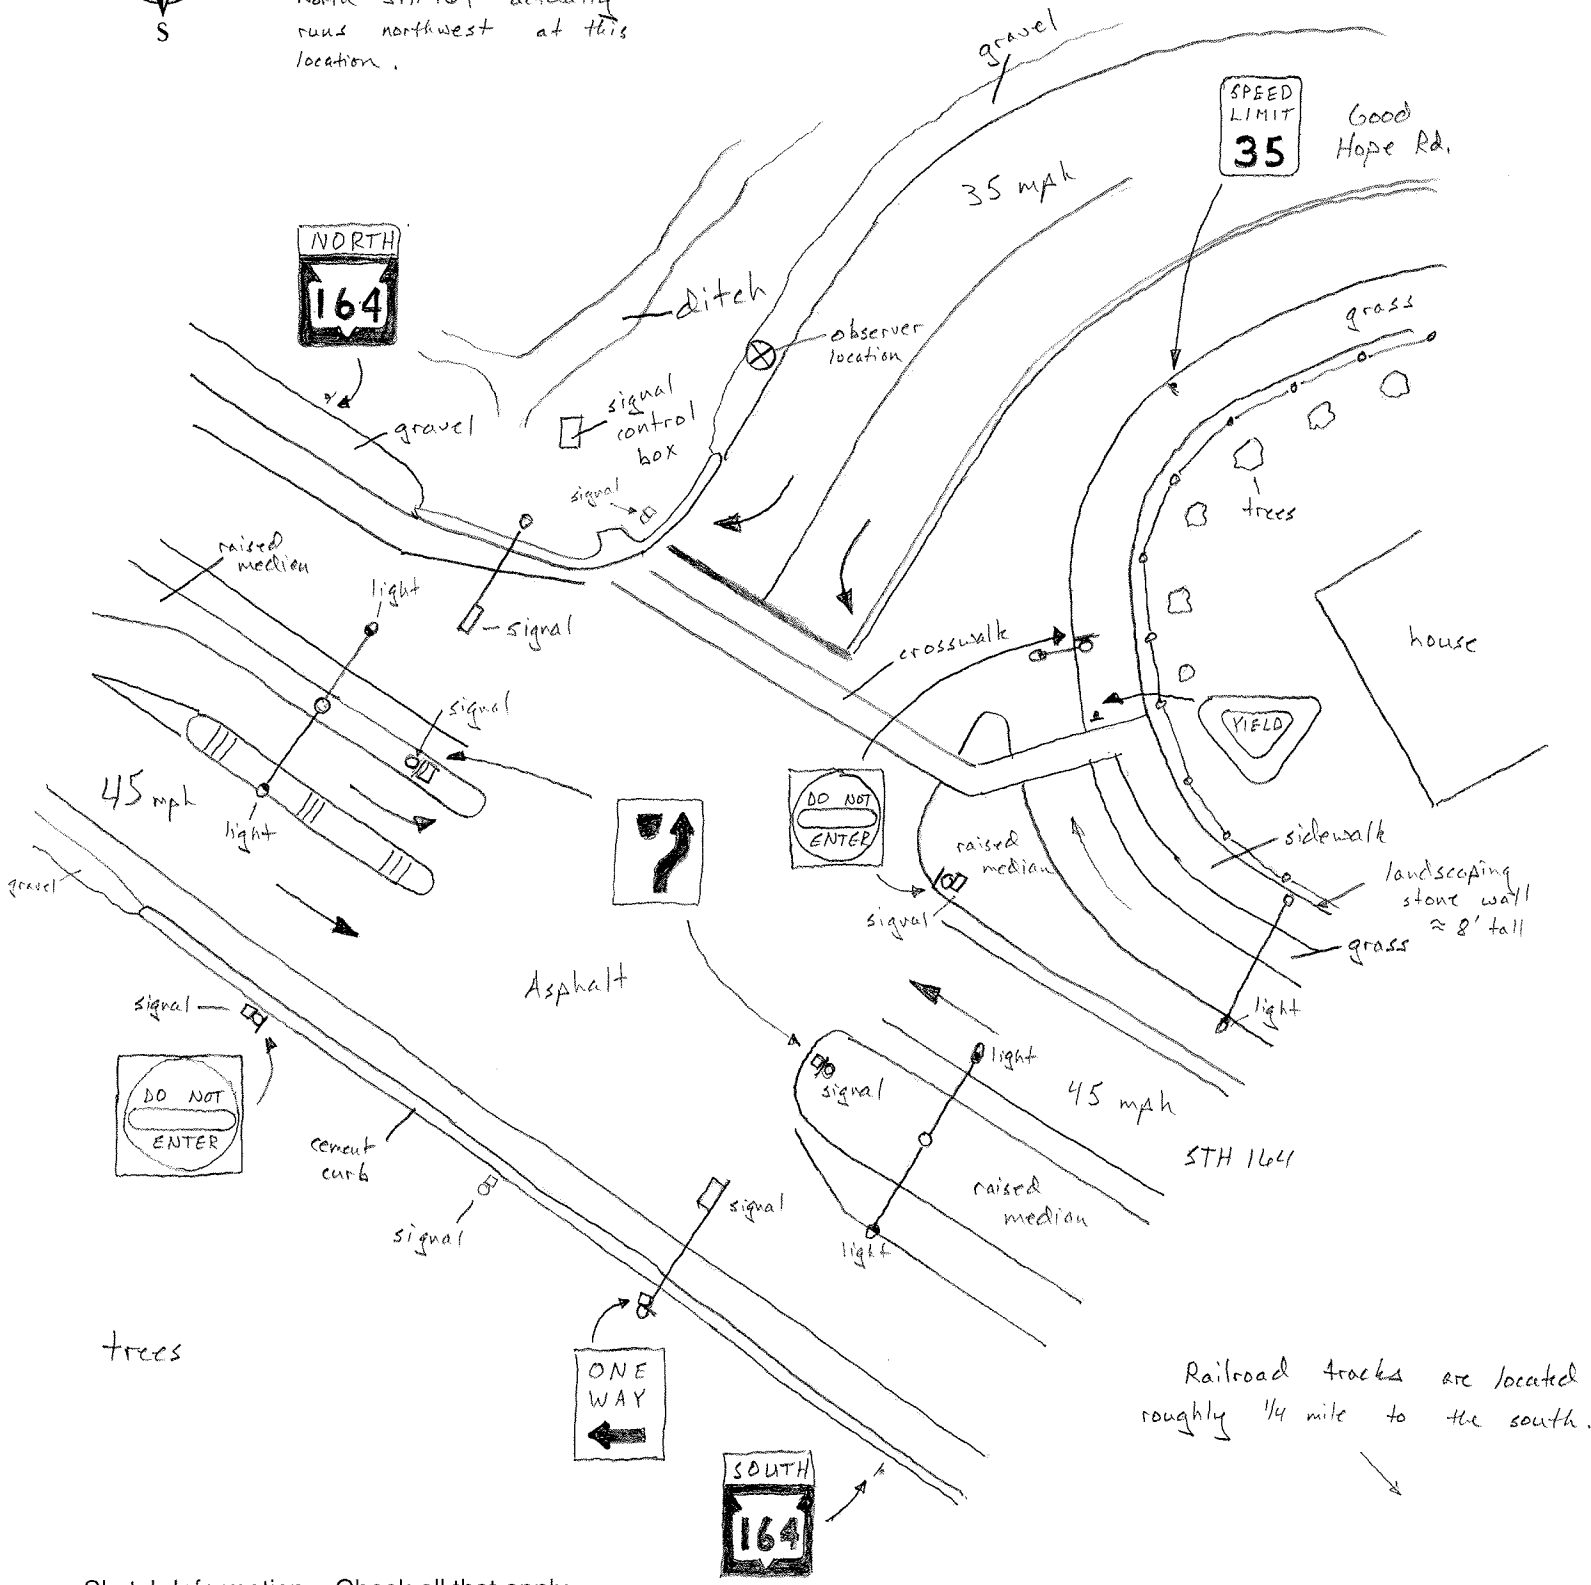 S
North STH 164 actually
runs northwest at this
location.
gravel
SPEED
LIMIT
35
Good
Hope Rd.
35 mph
NORTH
164
ditch
observer
location
grass
gravel
signal
control
box
signal
trees
raised
median
light
signal
crosswalk
house
signal
YIELD
45 mph
light
DO NOT
ENTER
raised
median
sidewalk
landscaping
stone wall
≈ 8' tall
gravel
signal
grass
Asphalt
signal
light
light
signal
45 mph
DO NOT
ENTER
cement
curb
STH 164
signal
signal
raised
median
light
trees
ONE
WAY
Railroad tracks are located
roughly 1/4 mile to the south.
SOUTH
164
Sketch Information – Check all that apply